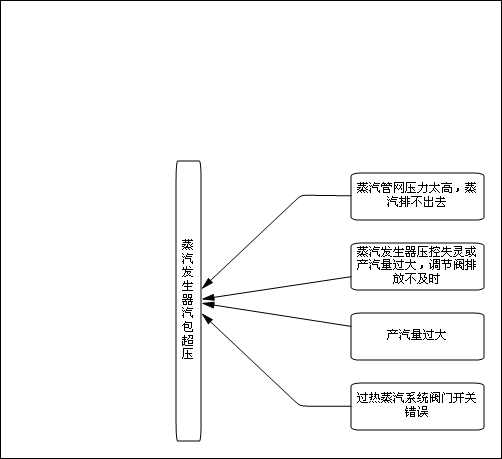 蒸汽发生器汽包超压
蒸汽管网压力太高，蒸
汽排不出去
蒸汽发生器压控失灵或
产汽量过大，调节阀排
放不及时
产汽量过大
过热蒸汽系统阀门开关
错误